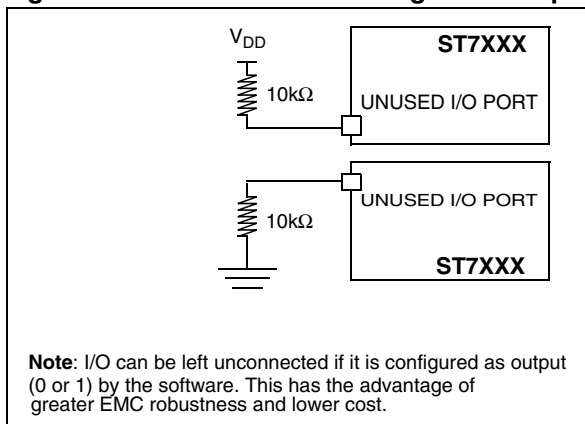 V_DD
ST7XXX
10kΩ
UNUSED I/O PORT
UNUSED I/O PORT
10kΩ
ST7XXX
Note: I/O can be left unconnected if it is configured as output
(0 or 1) by the software. This has the advantage of
greater EMC robustness and lower cost.